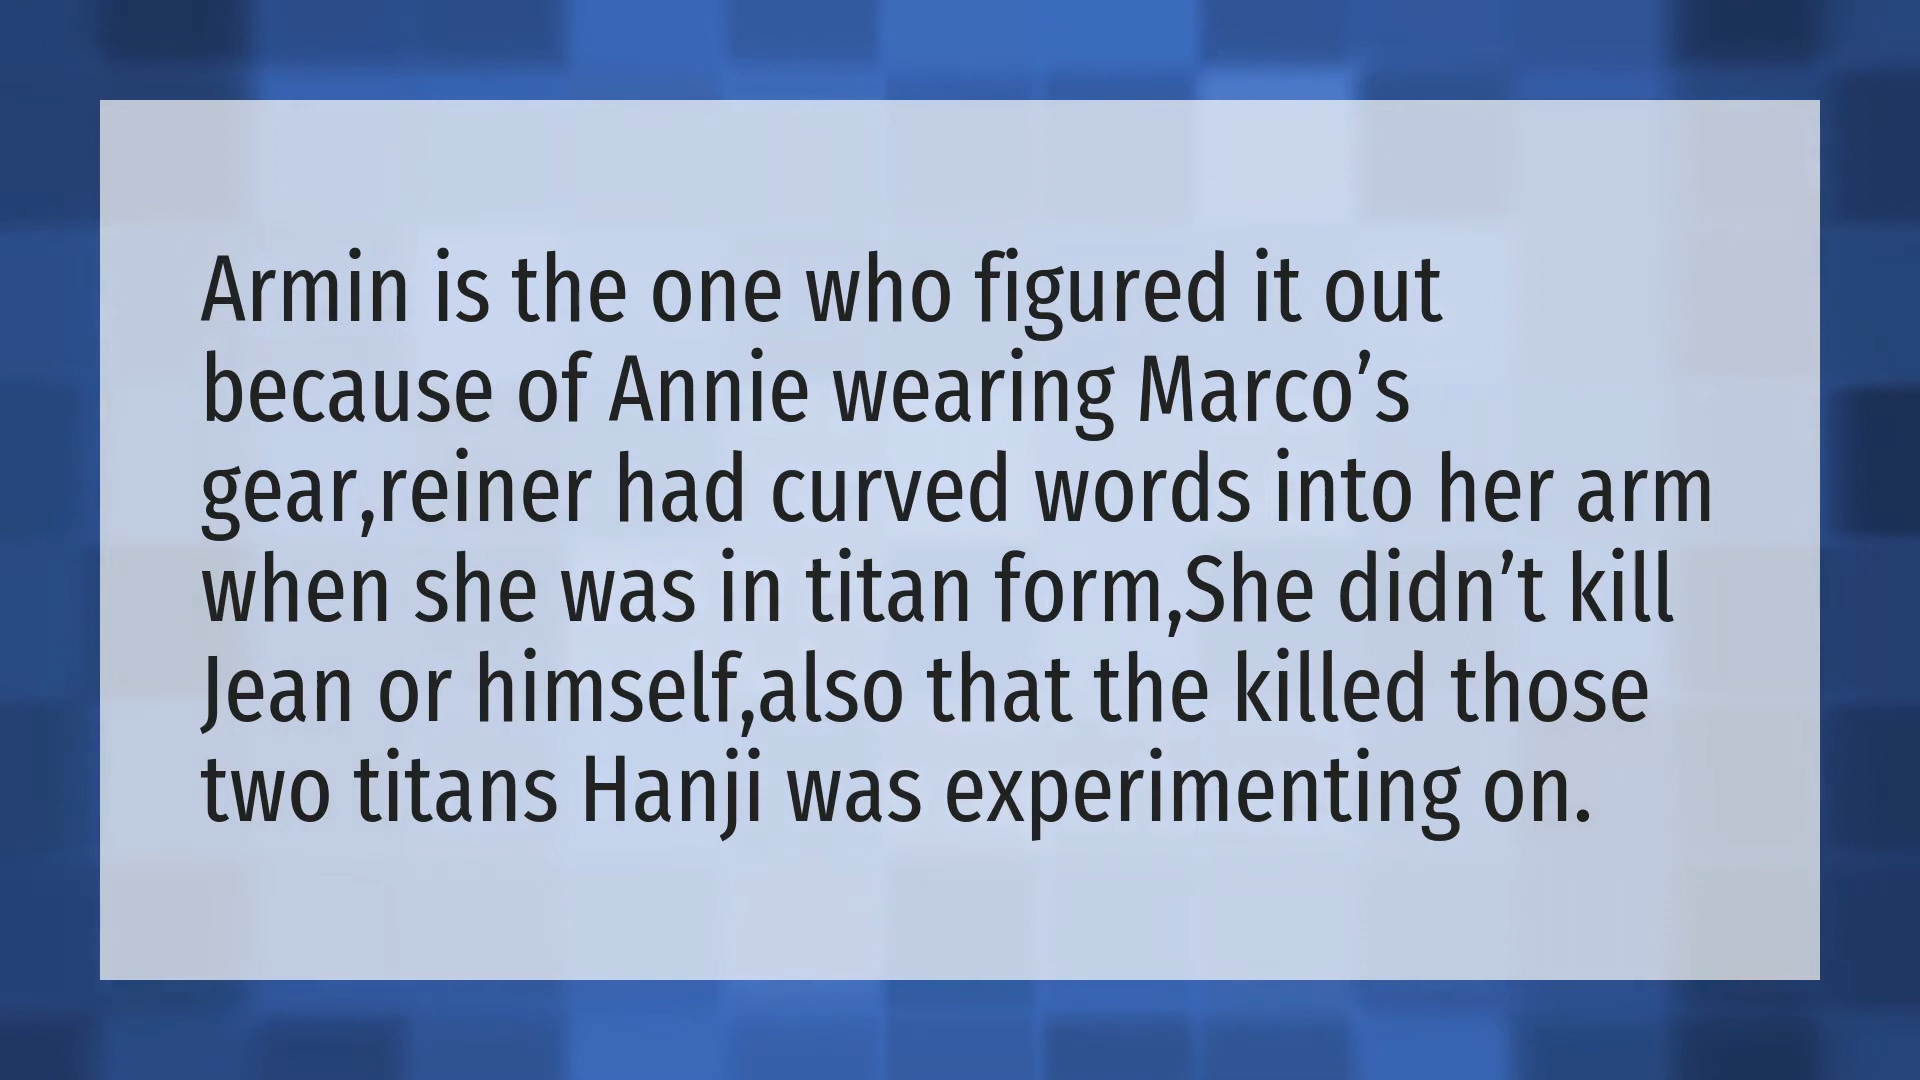 Armin is the one who figured it out
because of Annie wearing Marco’s
gear,reiner had curved words into her arm
when she was in titan form,She didn’t kill
Jean or himself,also that the killed those
two titans Hanji was experimenting on.